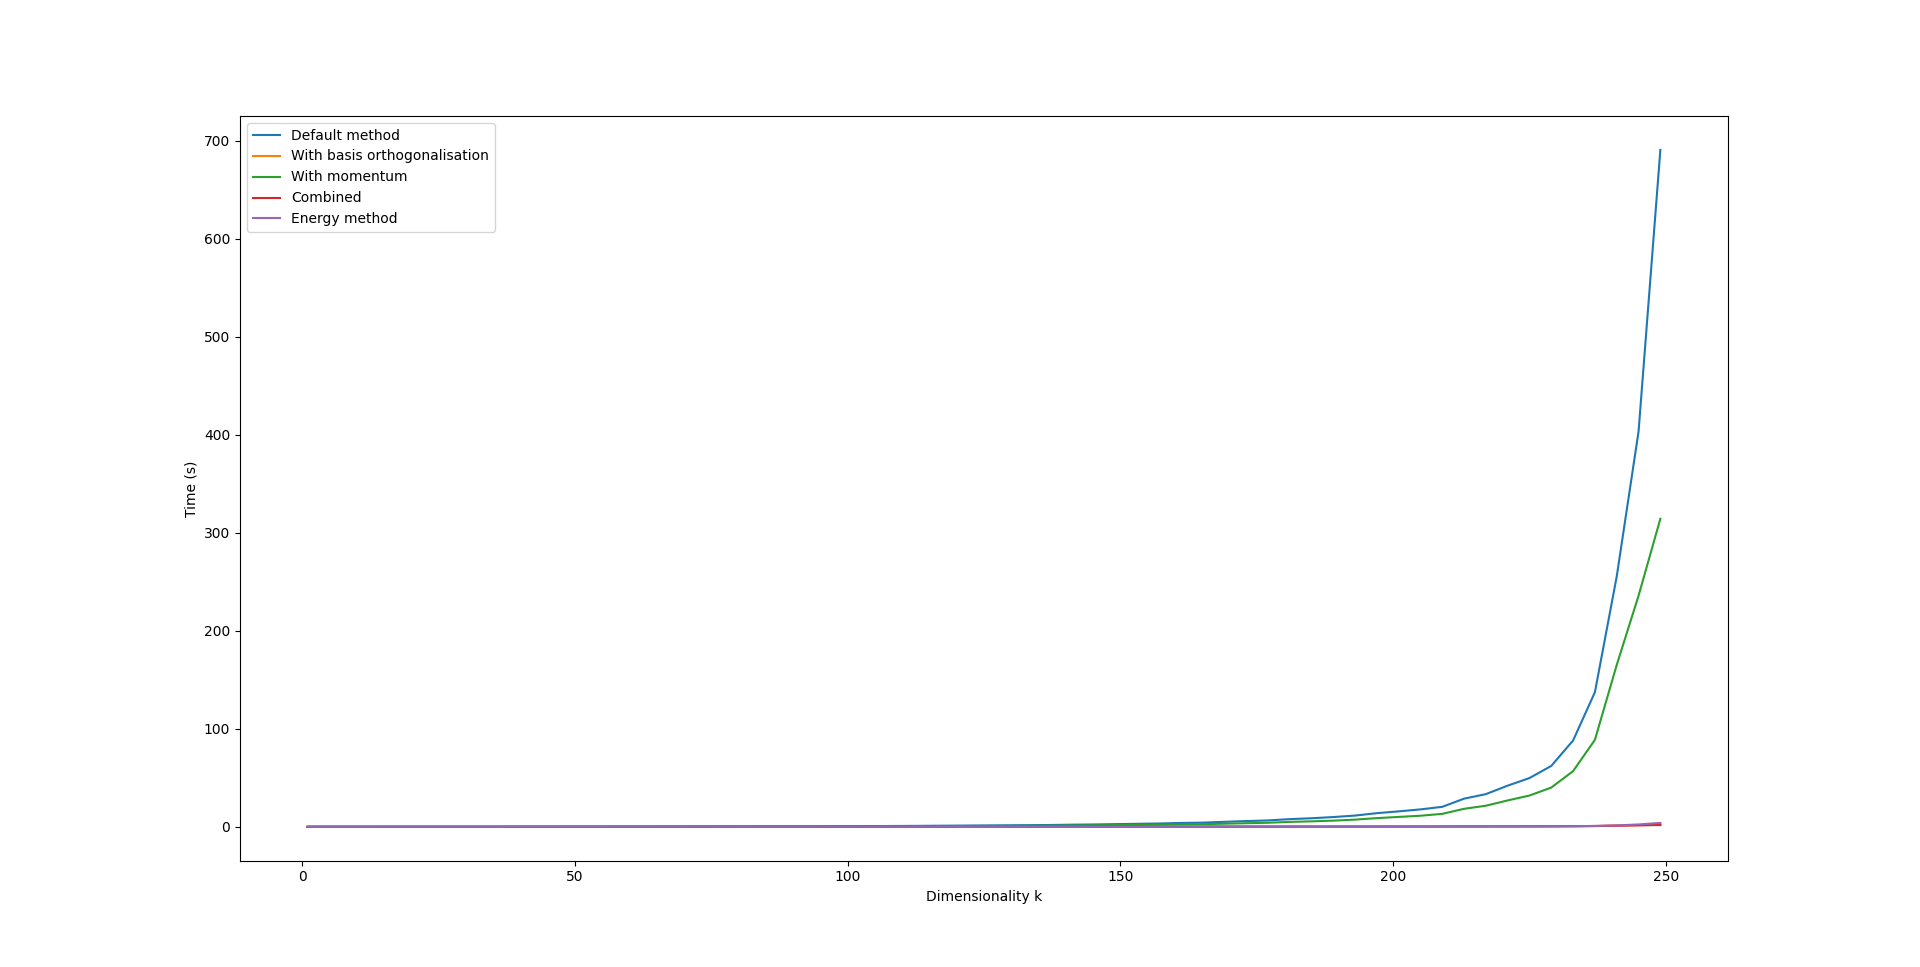 Default method
With basis orthogonalisation
With momentum
Combined
Energy method
700
600
500
400
300
200
100
0
Time (s)
0 50 100 150 200 250
Dimensionality k